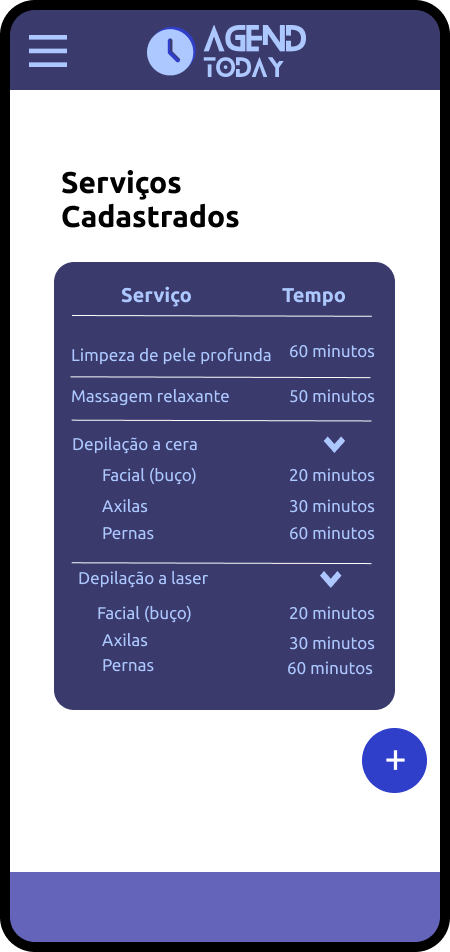 AGEND
TODAY
Serviços
Cadastrados
Serviço Tempo
Limpeza de pele profunda 60 minutos
Massagem relaxante 50 minutos
Depilação a cera
Facial (buço) 20 minutos
Axilas 30 minutos
Pernas 60 minutos
Depilação a laser
Facial (buço) 20 minutos
Axilas 30 minutos
Pernas 60 minutos
+